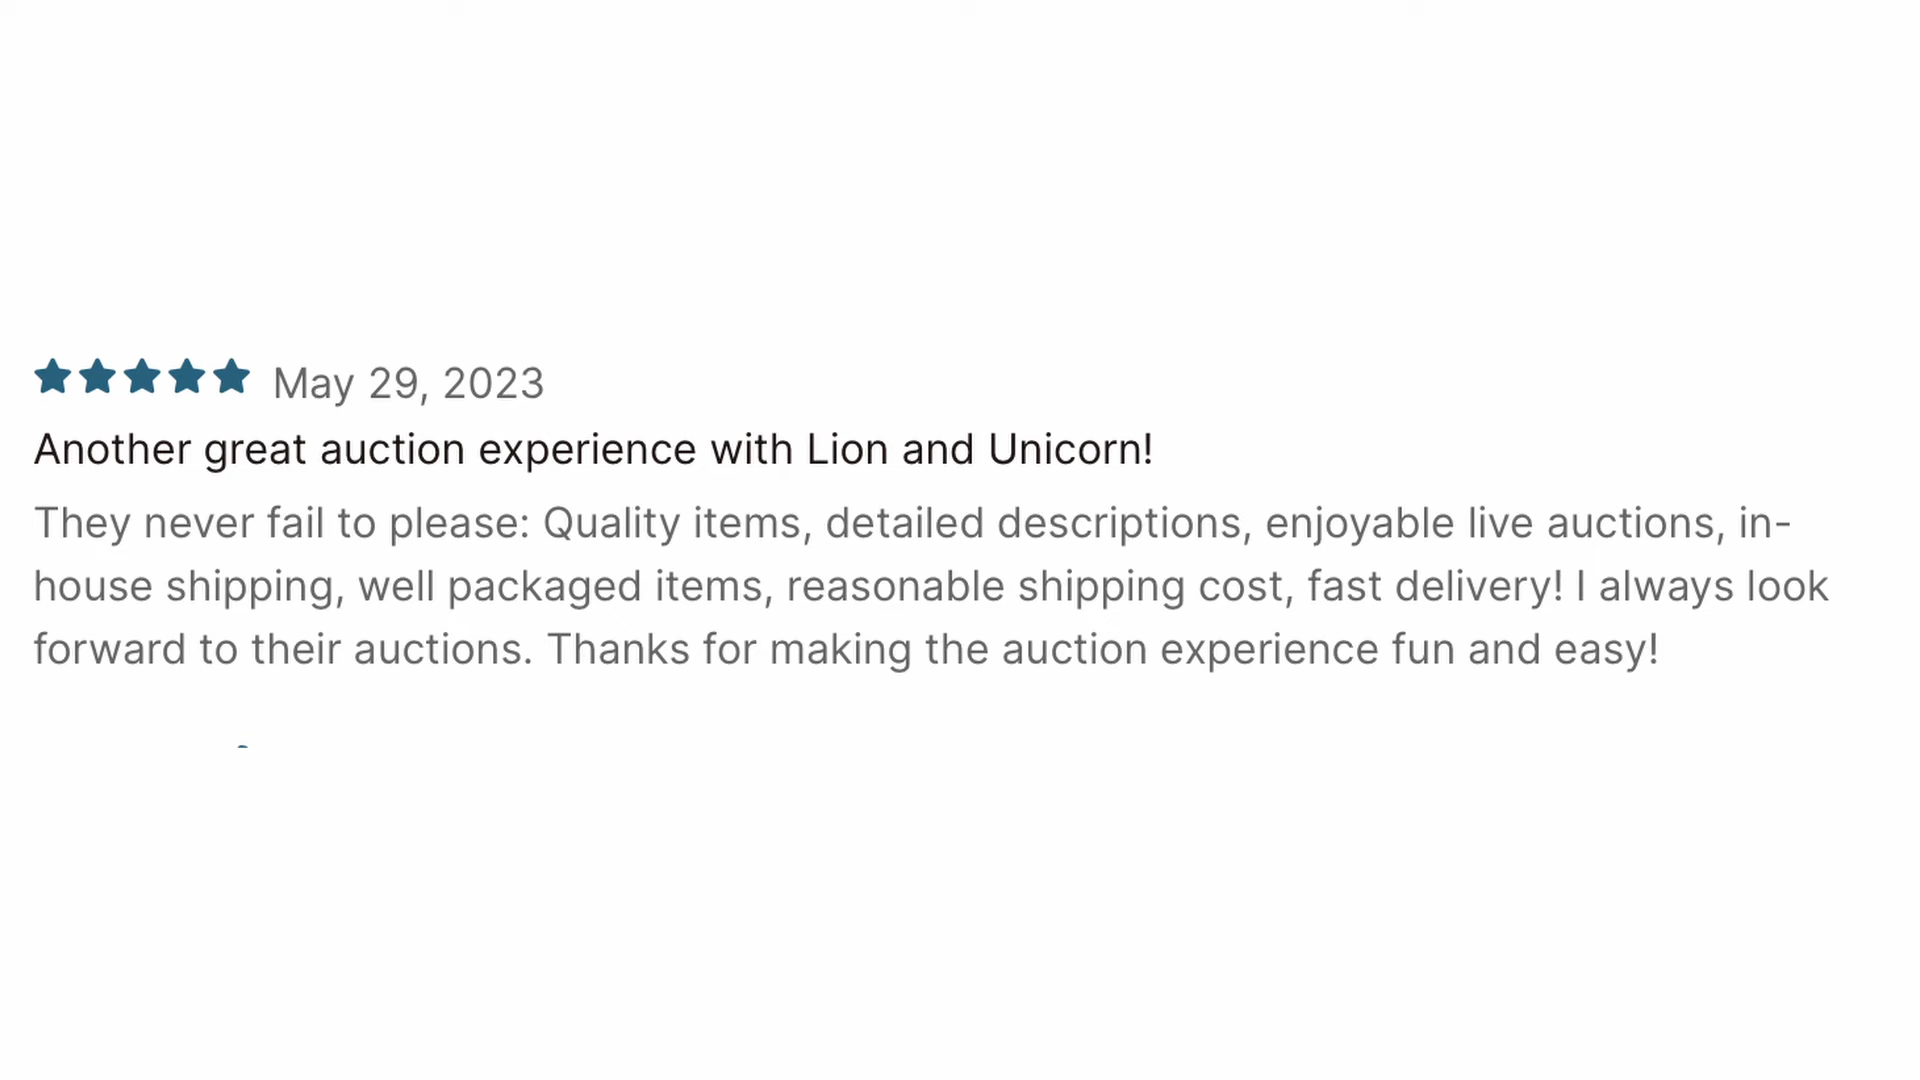 May 29, 2023
Another great auction experience with Lion and Unicorn!
They never fail to please: Quality items, detailed descriptions, enjoyable live auctions, in-
house shipping, well packaged items, reasonable shipping cost, fast delivery! I always look
forward to their auctions. Thanks for making the auction experience fun and easy!